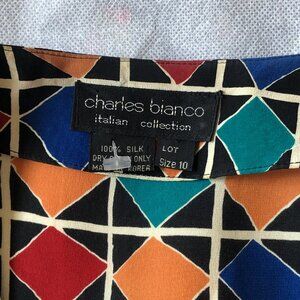 charles bianco
italian collection
100% SILK
LOT
DRY CLEAN ONLY
SIZE 10
MADE IN KOREA